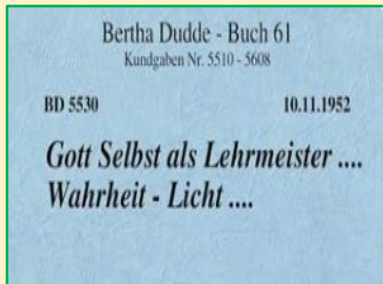 Bertha Dudde - Buch 61
Kundgaben Nr. 5510 - 5608
BD 5530 10.11.1952
Gott Selbst als Lehrmeister ....
Wahrheit - Licht ....